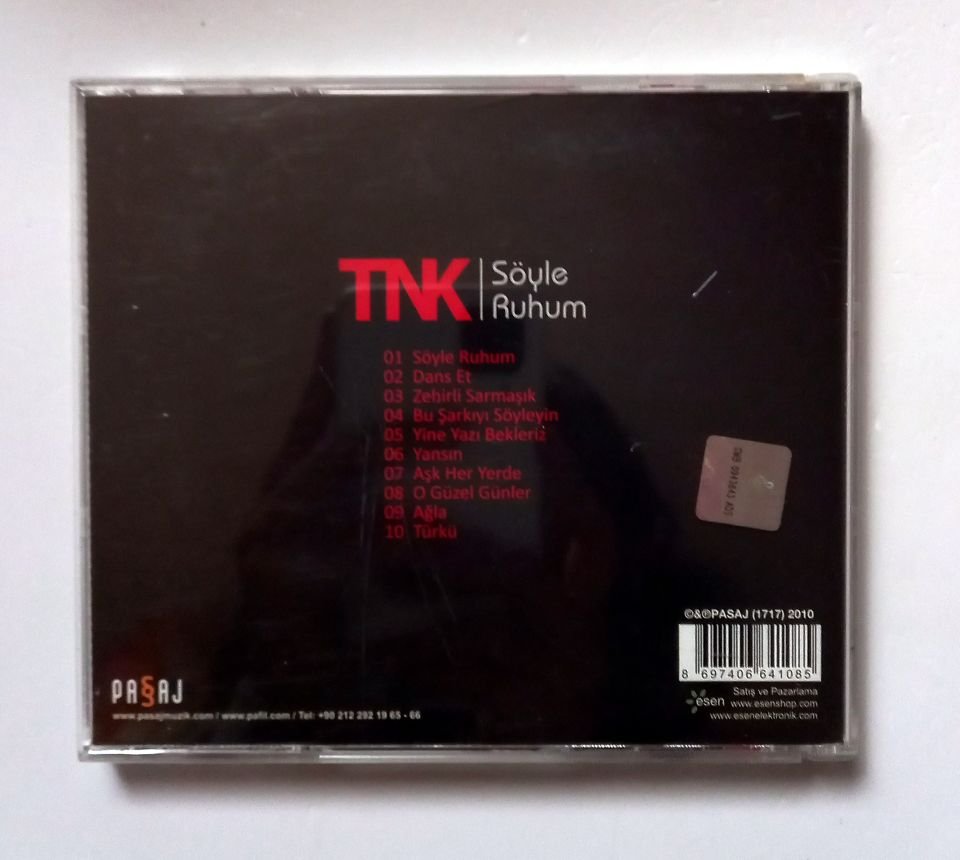 TNK
Söyle
Ruhum
01 Söyle Ruhum
02 Dans Et
03 Zehirli Sarmaşık
04 Bu Şarkıyı Söyleyin
05 Yine Yazı Bekleriz
06 Yansın
07 Aşk Her Yerde
08 O Güzel Günler
09 Ağla
10 Türkü
©&℗PASAJ (1717) 2010
8 697406 641085
PASAJ
www.pasajmuzik.com / www.pafil.com / Tel: +90 212 292 19 65 - 66
esen
Satış ve Pazarlama
www.esenshop.com
www.esenelektronik.com